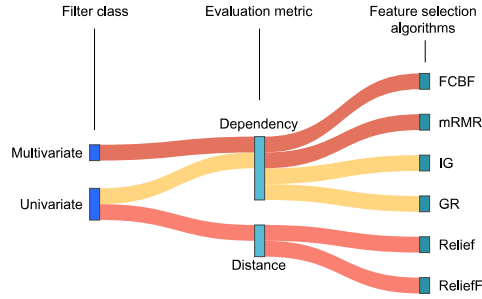 Filter class
Evaluation metric
Feature selection
algorithms
FCBF
Dependency
mRMR
Multivariate
IG
Univariate
GR
Relief
Distance
ReliefF